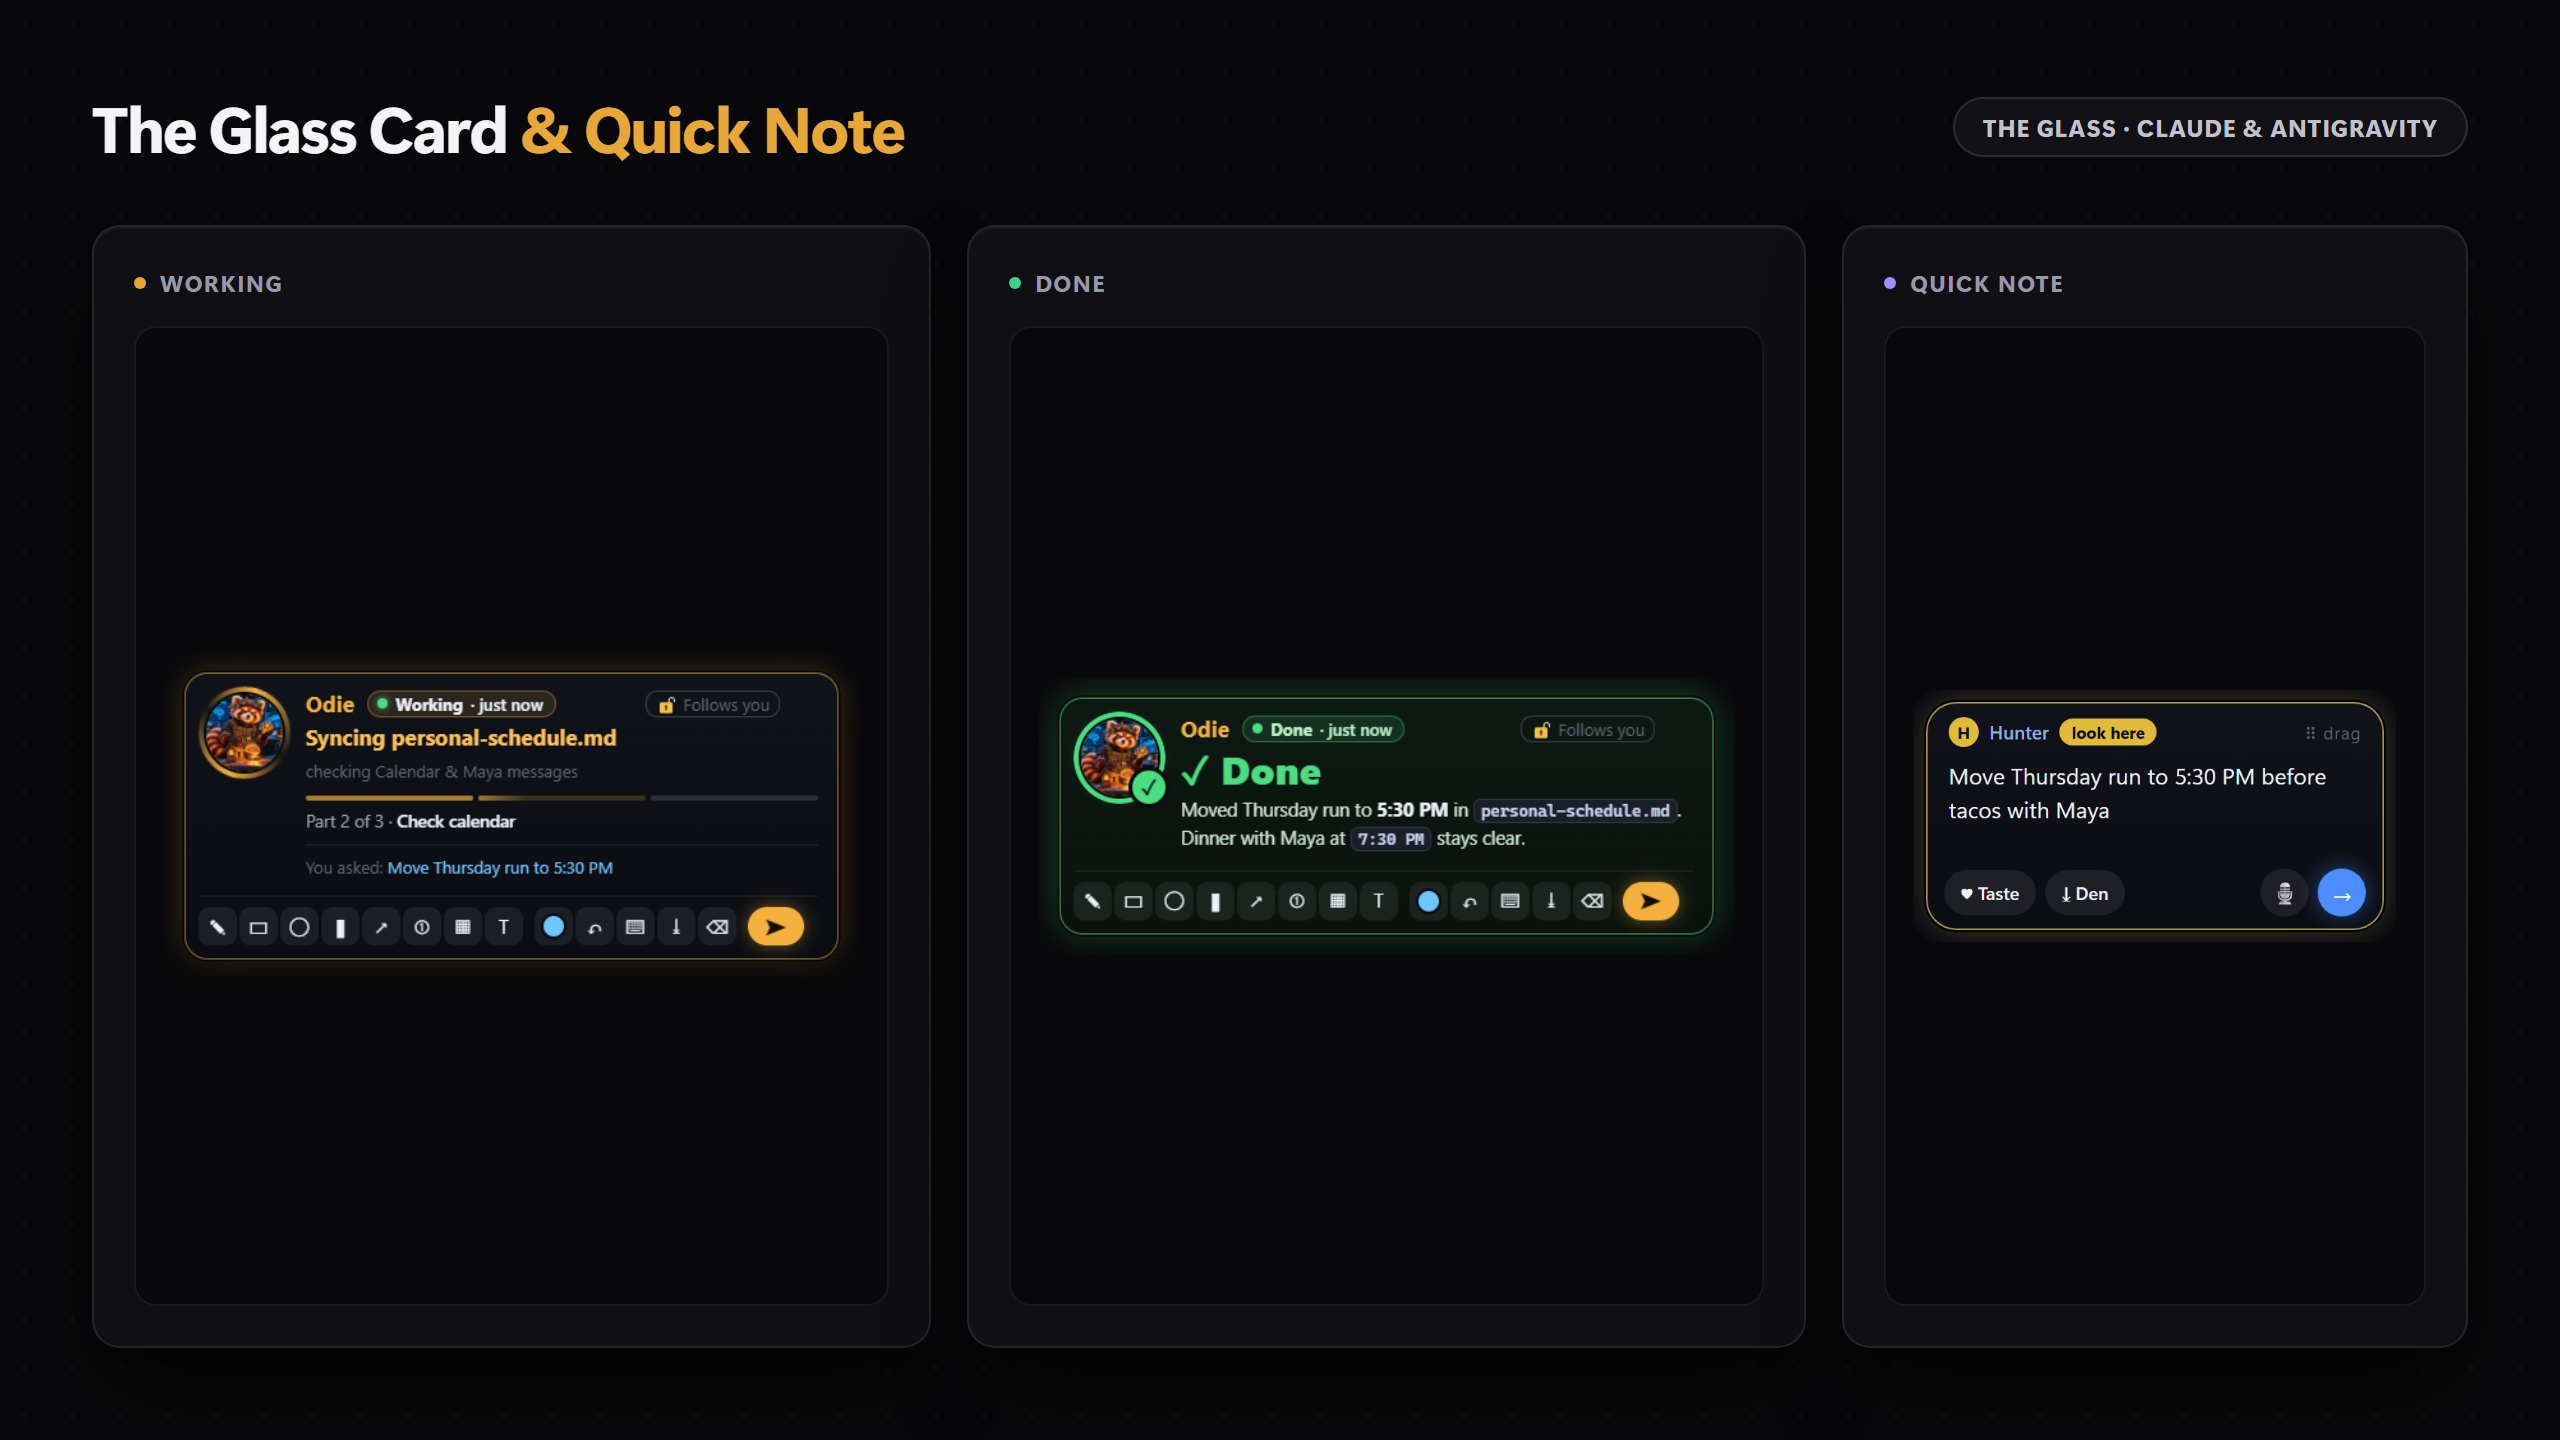 The Glass Card & Quick Note
THE GLASS · CLAUDE & ANTIGRAVITY
WORKING
Odie
Working · just now
Follows you
Syncing personal-schedule.md
checking Calendar & Maya messages
Part 2 of 3 · Check calendar
You asked: Move Thursday run to 5:30 PM
T
DONE
Odie
Done · just now
Follows you
✓ Done
Moved Thursday run to 5:30 PM in personal-schedule.md.
Dinner with Maya at 7:30 PM stays clear.
T
QUICK NOTE
H Hunter look here
drag
Move Thursday run to 5:30 PM before
tacos with Maya
♥ Taste
↓ Den